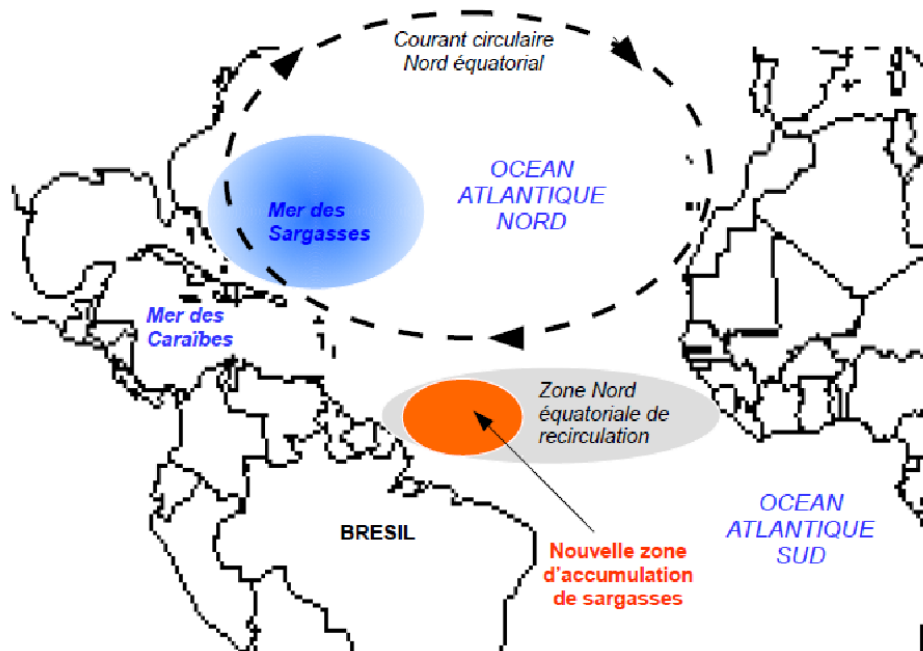 Courant circulaire
Nord équatorial
OCEAN
ATLANTIQUE
NORD
Mer des
Sargasses
Mer des
Caraïbes
Zone Nord
équatoriale de
recirculation
BRESIL
OCEAN
ATLANTIQUE
SUD
Nouvelle zone
d'accumulation
de sargasses